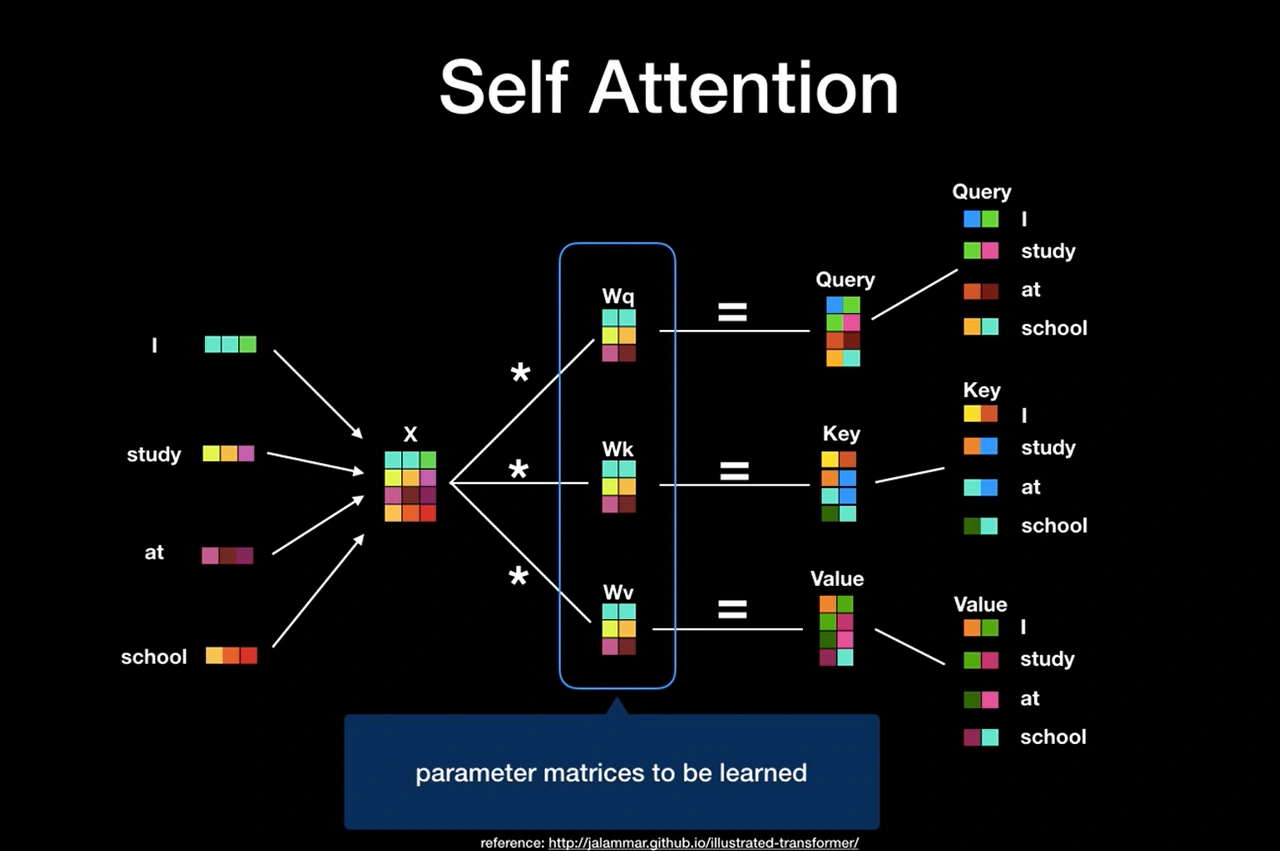 Self Attention
I
study
at
school
X
*
*
*
Wq
Wk
Wv
=
=
=
Query
Key
Value
Query
I
study
at
school
Key
I
study
at
school
Value
I
study
at
school
parameter matrices to be learned
reference: http://jalammar.github.io/illustrated-transformer/